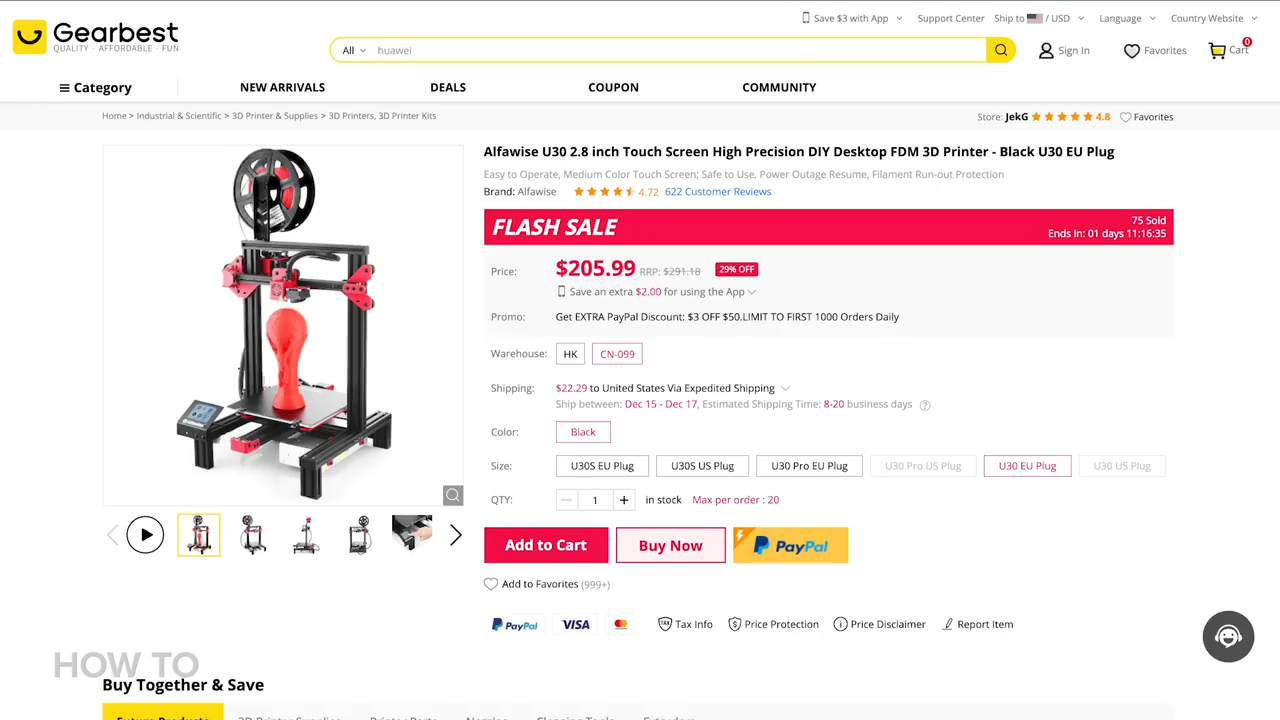 Save $3 with App
Support Center
Ship to / USD
Language
Country Website
Gearbest
QUALITY · AFFORDABLE · FUN
All
huawei
Sign In
Favorites
0
Cart
Category
NEW ARRIVALS
DEALS
COUPON
COMMUNITY
Home > Industrial & Scientific > 3D Printer & Supplies > 3D Printers, 3D Printer Kits
Store: JekG 4.8 Favorites
Alfawise U30 2.8 inch Touch Screen High Precision DIY Desktop FDM 3D Printer - Black U30 EU Plug
Easy to Operate, Medium Color Touch Screen; Safe to Use, Power Outage Resume, Filament Run-out Protection
Brand: Alfawise 4.72 622 Customer Reviews
FLASH SALE
75 Sold
Ends In: 01 days 11:16:35
Price: $205.99 RRP: $291.18 29% OFF
Save an extra $2.00 for using the App
Promo: Get EXTRA PayPal Discount: $3 OFF $50.LIMIT TO FIRST 1000 Orders Daily
Warehouse: HK CN-099
Shipping: $22.29 to United States Via Expedited Shipping
Ship between: Dec 15 - Dec 17, Estimated Shipping Time: 8-20 business days ?
Color: Black
Size: U30S EU Plug U30S US Plug U30 Pro EU Plug U30 Pro US Plug U30 EU Plug U30 US Plug
QTY: − 1 + in stock Max per order : 20
Add to Cart
Buy Now
PayPal
Add to Favorites (999+)
PayPal
VISA
Tax Info
Price Protection
Price Disclaimer
Report Item
HOW TO
Buy Together & Save
Future Products
3D Printer Supplies
Printer Parts
Nozzles
Cleaning Tools
Extruders